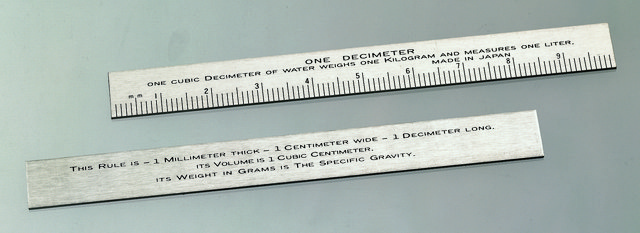 ONE DECIMETER
ONE CUBIC DECIMETER OF WATER WEIGHS ONE KILOGRAM AND MEASURES ONE LITER.
MADE IN JAPAN
mm 1 2 3 4 5 6 7 8 9
THIS RULE IS – 1 MILLIMETER THICK – 1 CENTIMETER WIDE – 1 DECIMETER LONG.
ITS VOLUME IS 1 CUBIC CENTIMETER.
ITS WEIGHT IN GRAMS IS THE SPECIFIC GRAVITY.